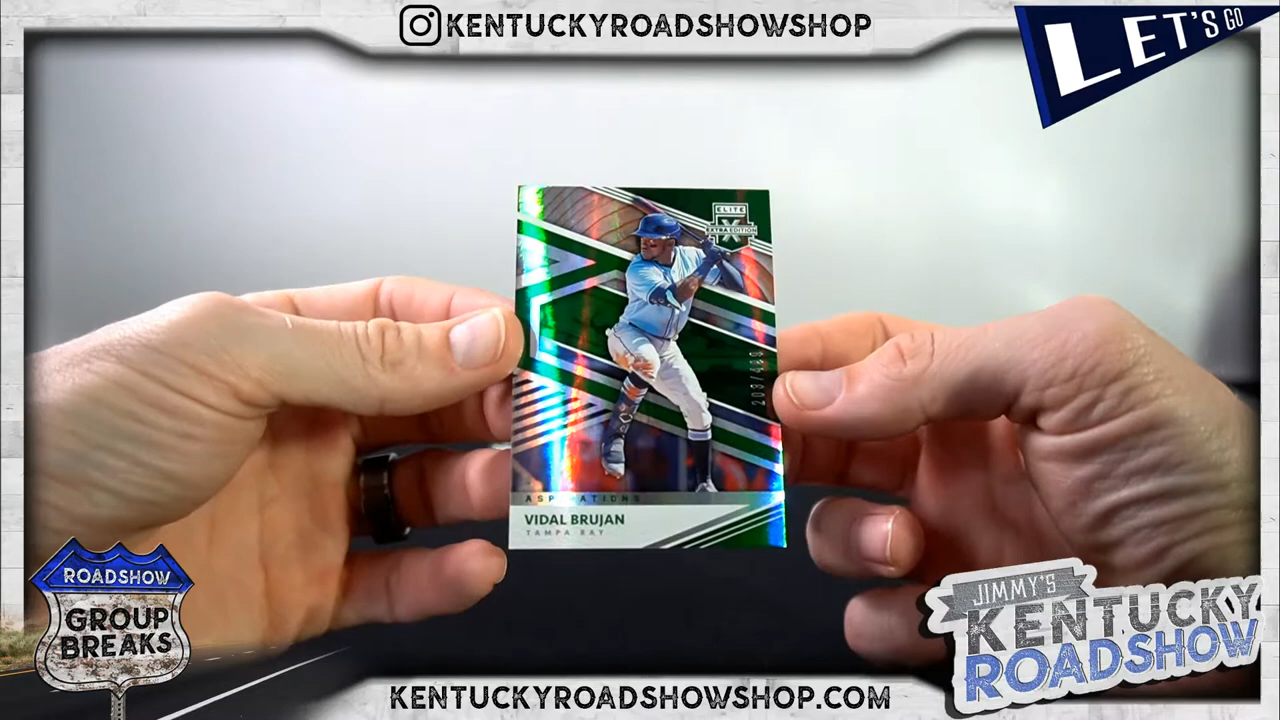 KENTUCKYROADSHOWSHOP
LET'S GO
ELITE
X
EXTRA EDITION
ASPIRATIONS
VIDAL BRUJAN
TAMPA BAY
ROADSHOW
GROUP
BREAKS
JIMMY'S
KENTUCKY
ROADSHOW
KENTUCKYROADSHOWSHOP.COM